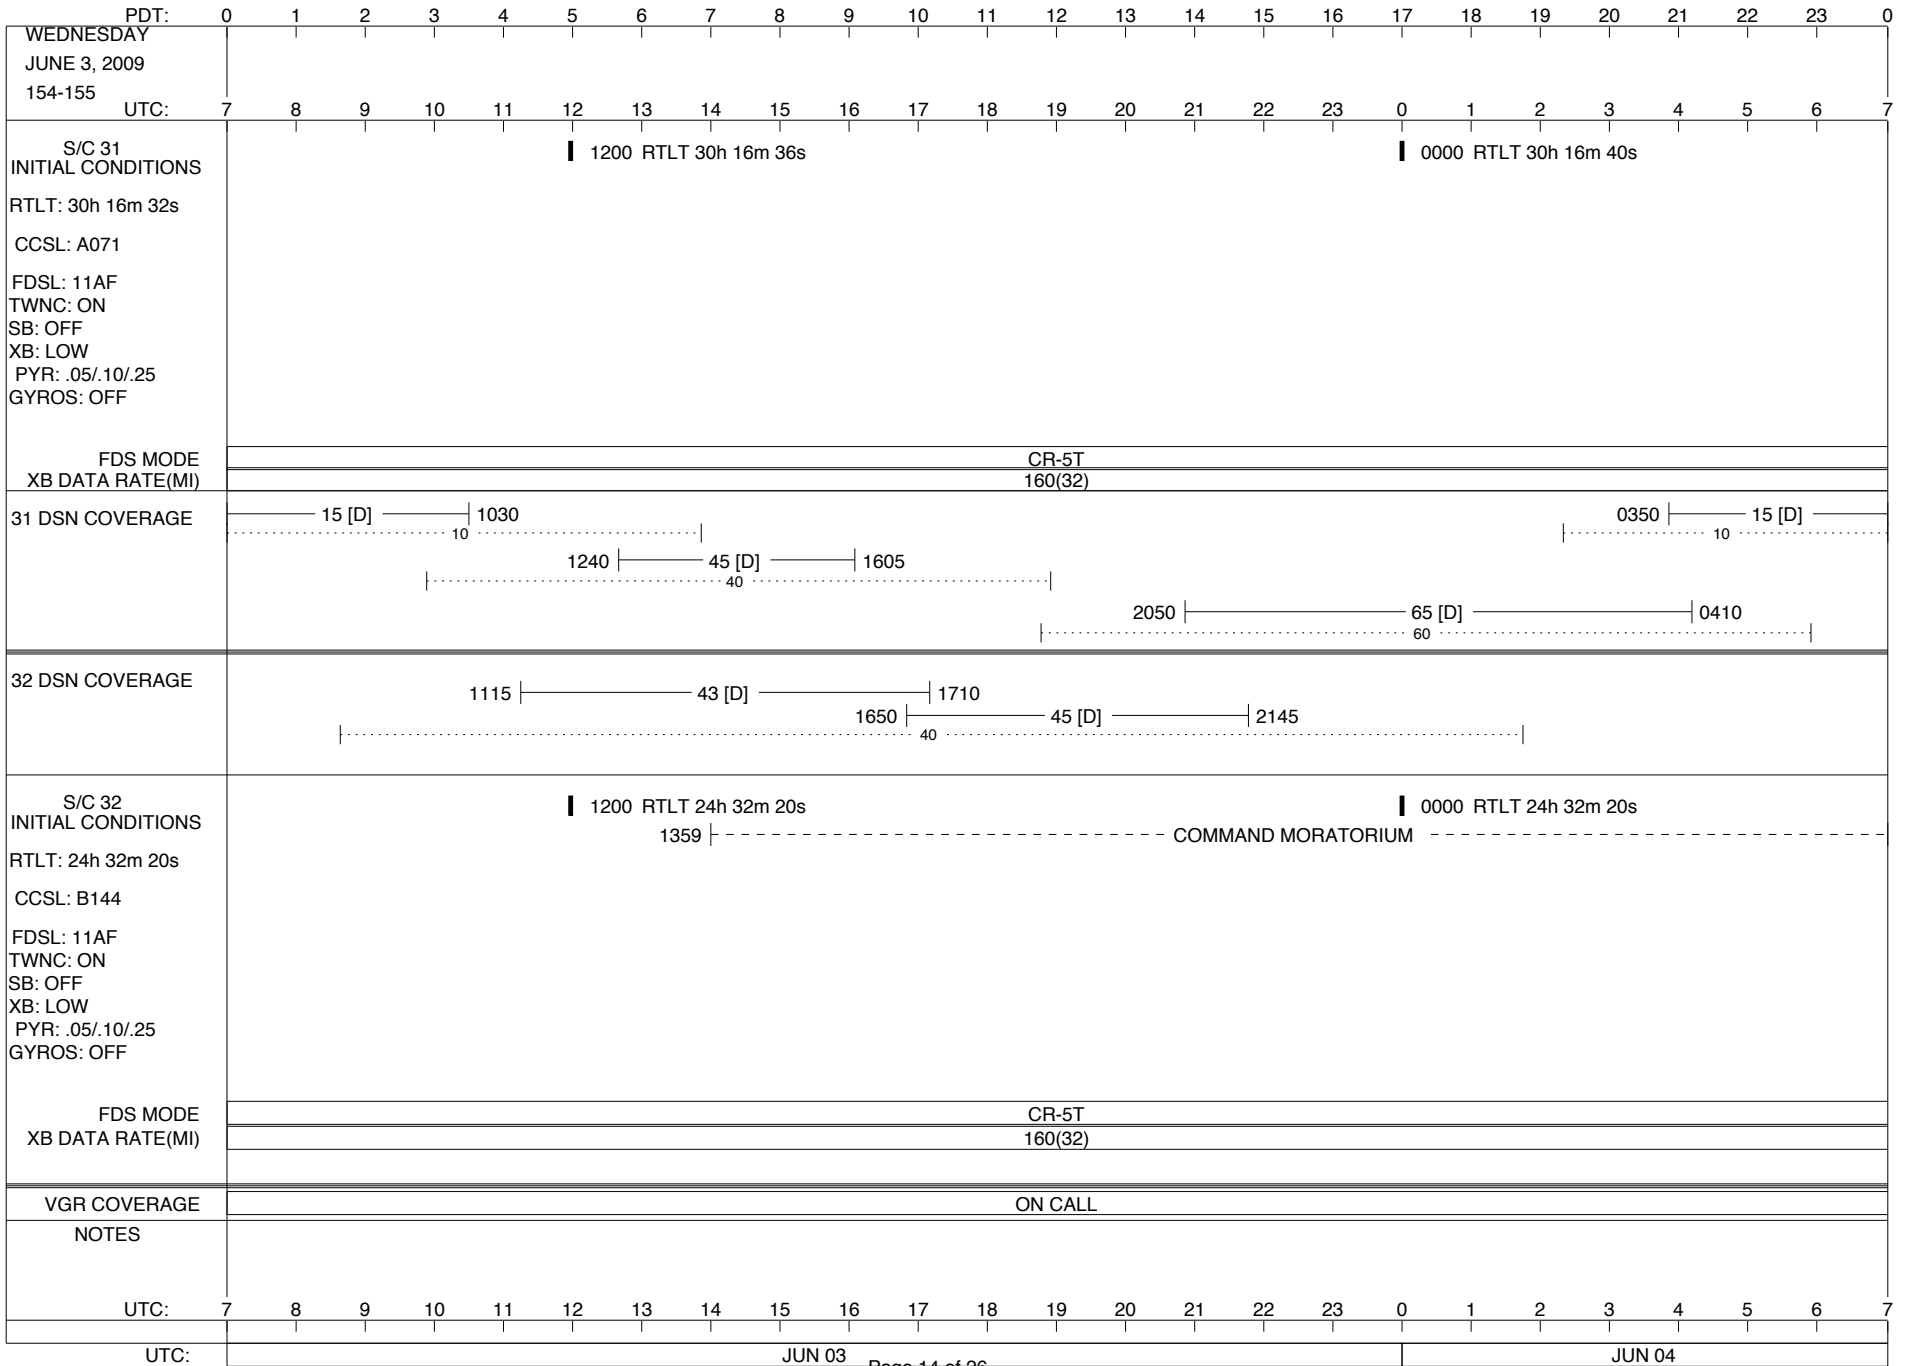 PDT: 0 1 2 3 4 5 6 7 8 9 10 11 12 13 14 15 16 17 18 19 20 21 22 23 0
WEDNESDAY
JUNE 3, 2009
154-155
UTC: 7 8 9 10 11 12 13 14 15 16 17 18 19 20 21 22 23 0 1 2 3 4 5 6 7
S/C 31
INITIAL CONDITIONS
1200 RTLT 30h 16m 36s
0000 RTLT 30h 16m 40s
RTLT: 30h 16m 32s
CCSL: A071
FDSL: 11AF
TWNC: ON
SB: OFF
XB: LOW
PYR: .05/.10/.25
GYROS: OFF
FDS MODE CR-5T
XB DATA RATE(MI) 160(32)
31 DSN COVERAGE
15 [D] 1030 0350 15 [D]
10 10
1240 45 [D] 1605
40
2050 65 [D] 0410
60
32 DSN COVERAGE
1115 43 [D] 1710
1650 45 [D] 2145
40
S/C 32
INITIAL CONDITIONS
1200 RTLT 24h 32m 20s
0000 RTLT 24h 32m 20s
1359 COMMAND MORATORIUM
RTLT: 24h 32m 20s
CCSL: B144
FDSL: 11AF
TWNC: ON
SB: OFF
XB: LOW
PYR: .05/.10/.25
GYROS: OFF
FDS MODE CR-5T
XB DATA RATE(MI) 160(32)
VGR COVERAGE ON CALL
NOTES
UTC: 7 8 9 10 11 12 13 14 15 16 17 18 19 20 21 22 23 0 1 2 3 4 5 6 7
UTC: JUN 03 JUN 04
Page 14 of 26